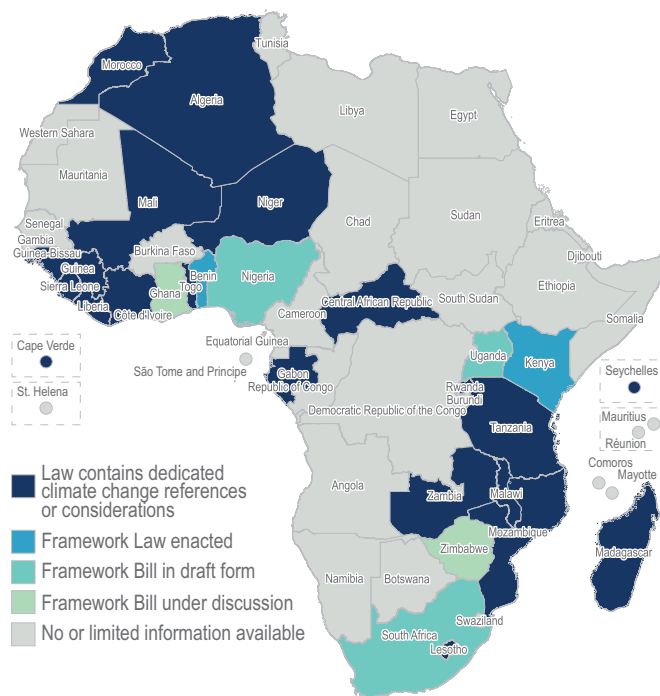 Tunisia
Morocco
Algeria
Libya
Egypt
Western Sahara
Mauritania
Mali
Niger
Chad
Sudan
Eritrea
Senegal
Gambia
Guinea-Bissau
Guinea
Sierra Leone
Liberia
Côte d'Ivoire
Burkina Faso
Ghana
Togo
Benin
Nigeria
Cameroon
Central African Republic
South Sudan
Ethiopia
Djibouti
Somalia
Cape Verde
St. Helena
Equatorial Guinea
São Tome and Principe
Gabon
Republic of Congo
Democratic Republic of the Congo
Uganda
Kenya
Rwanda
Burundi
Tanzania
Seychelles
Mauritius
Réunion
Comoros
Mayotte
Angola
Zambia
Malawi
Mozambique
Madagascar
Zimbabwe
Namibia
Botswana
Swaziland
South Africa
Lesotho
Law contains dedicated
climate change references
or considerations
Framework Law enacted
Framework Bill in draft form
Framework Bill under discussion
No or limited information available